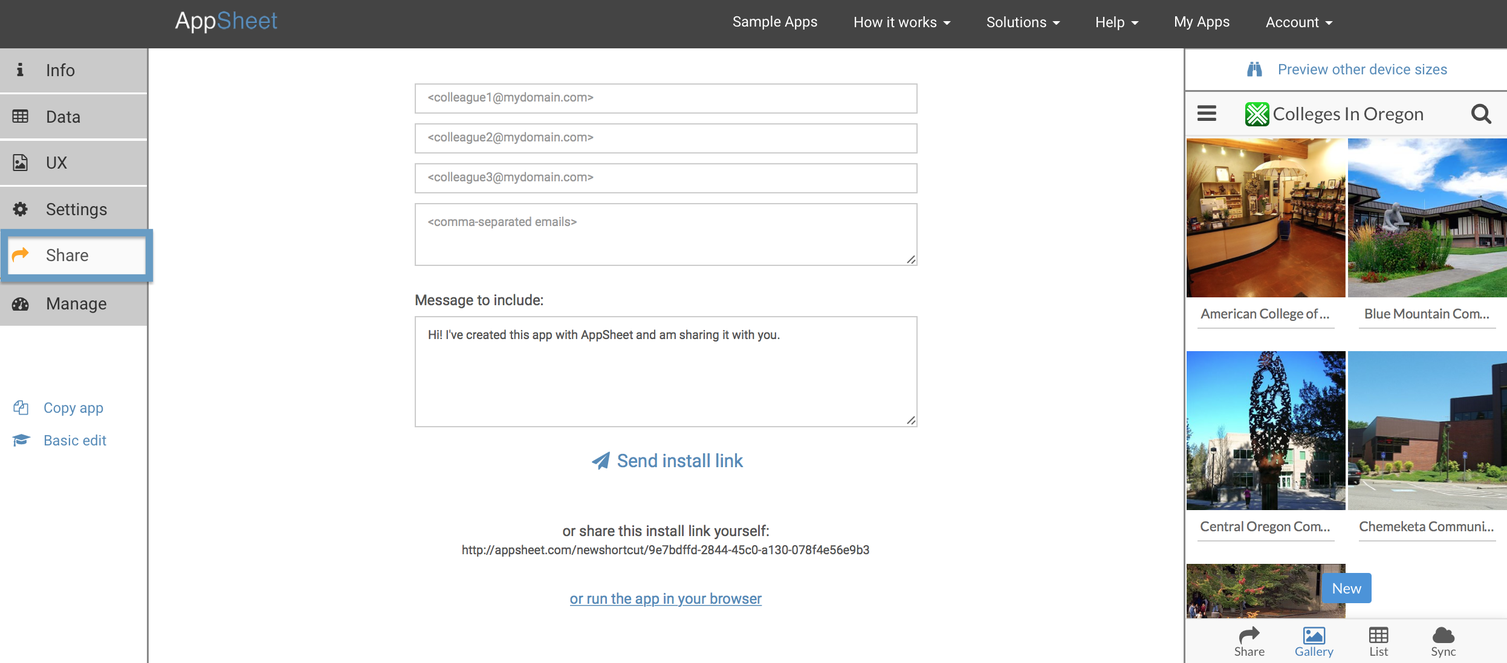 AppSheet
Sample Apps How it works Solutions Help My Apps Account
Info
Data
UX
Settings
Share
Manage
Copy app
Basic edit
<colleague1@mydomain.com>
<colleague2@mydomain.com>
<colleague3@mydomain.com>
<comma-separated emails>
Message to include:
Hi! I've created this app with AppSheet and am sharing it with you.
Send install link
or share this install link yourself:
http://appsheet.com/newshortcut/9e7bdffd-2844-45c0-a130-078f4e56e9b3
or run the app in your browser
Preview other device sizes
Colleges In Oregon
American College of ... Blue Mountain Com...
Central Oregon Com... Chemeketa Communi...
New
Share Gallery List Sync